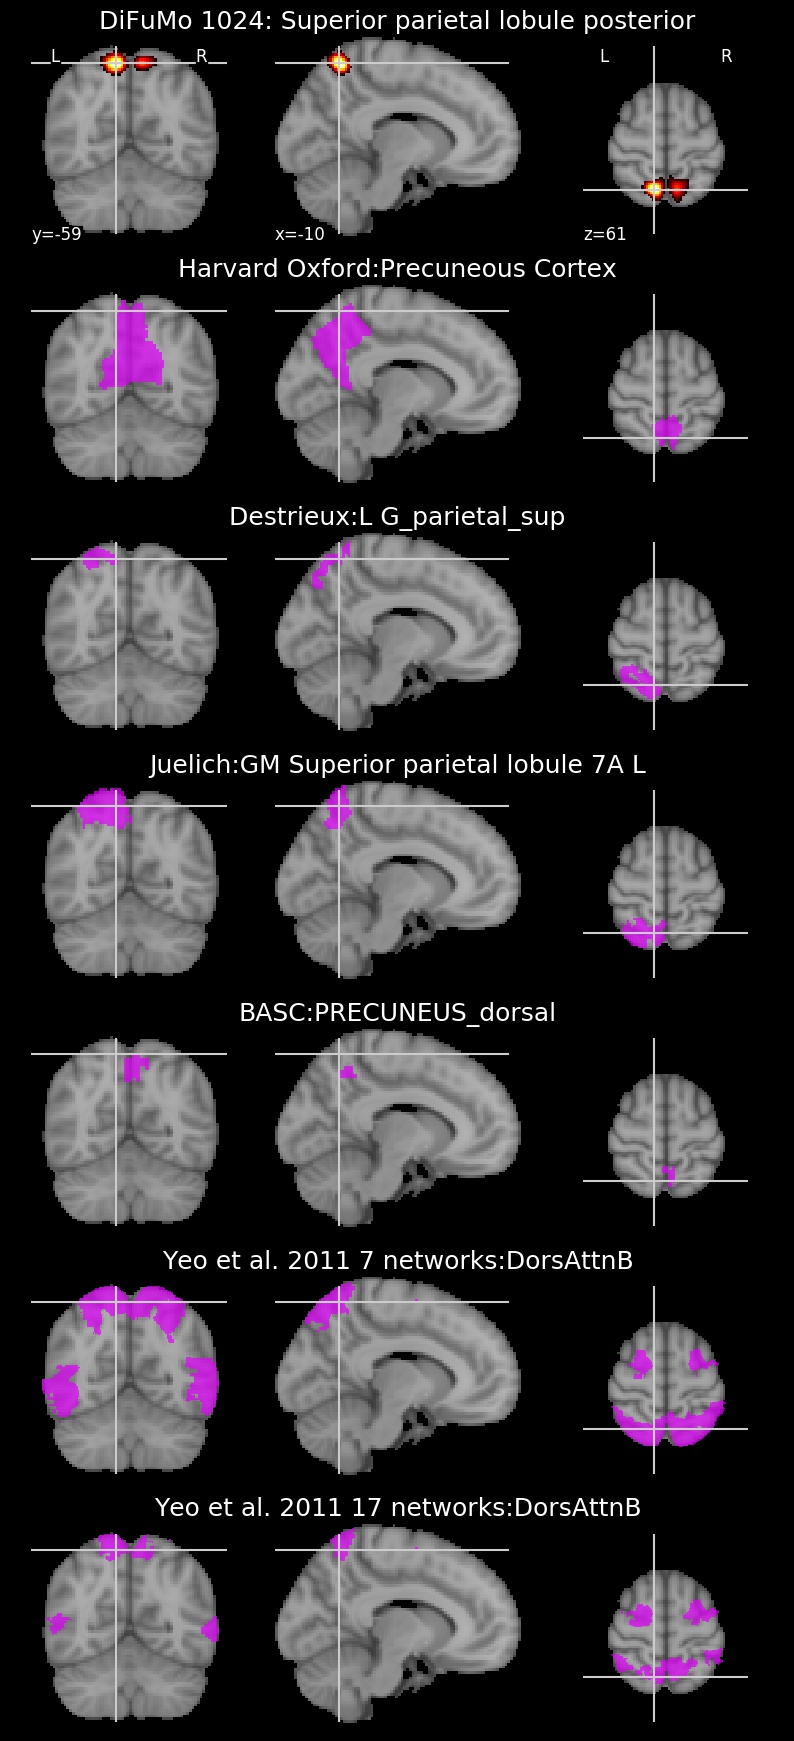 DiFuMo 1024: Superior parietal lobule posterior
L R L R
y=-59 x=-10 z=61
Harvard Oxford:Precuneous Cortex
Destrieux:L G_parietal_sup
Juelich:GM Superior parietal lobule 7A L
BASC:PRECUNEUS_dorsal
Yeo et al. 2011 7 networks:DorsAttnB
Yeo et al. 2011 17 networks:DorsAttnB